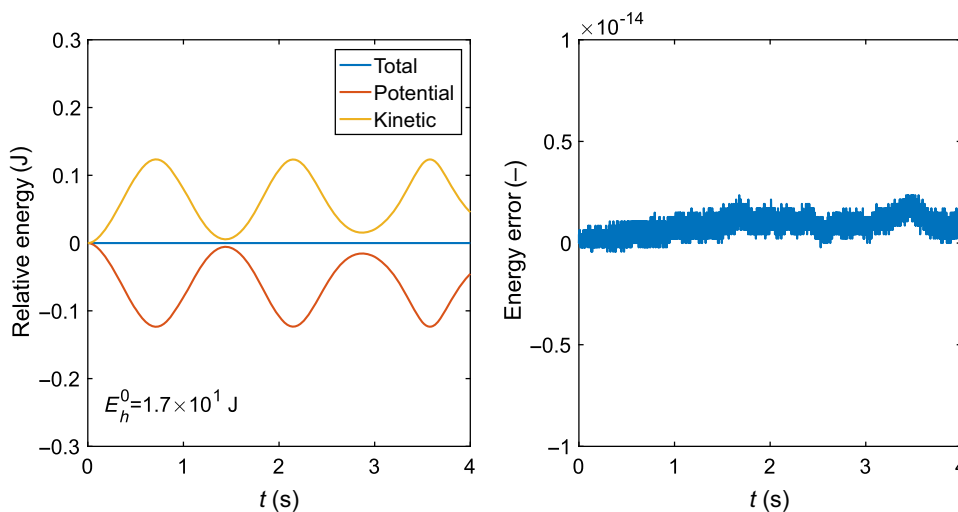 0.3
0.2
0.1
0
−0.1
−0.2
−0.3
Relative energy (J)
Total
Potential
Kinetic
E_h^0=1.7×10^1 J
0 1 2 3 4
t (s)
×10^-14
1
0.5
0
−0.5
−1
Energy error (–)
0 1 2 3 4
t (s)